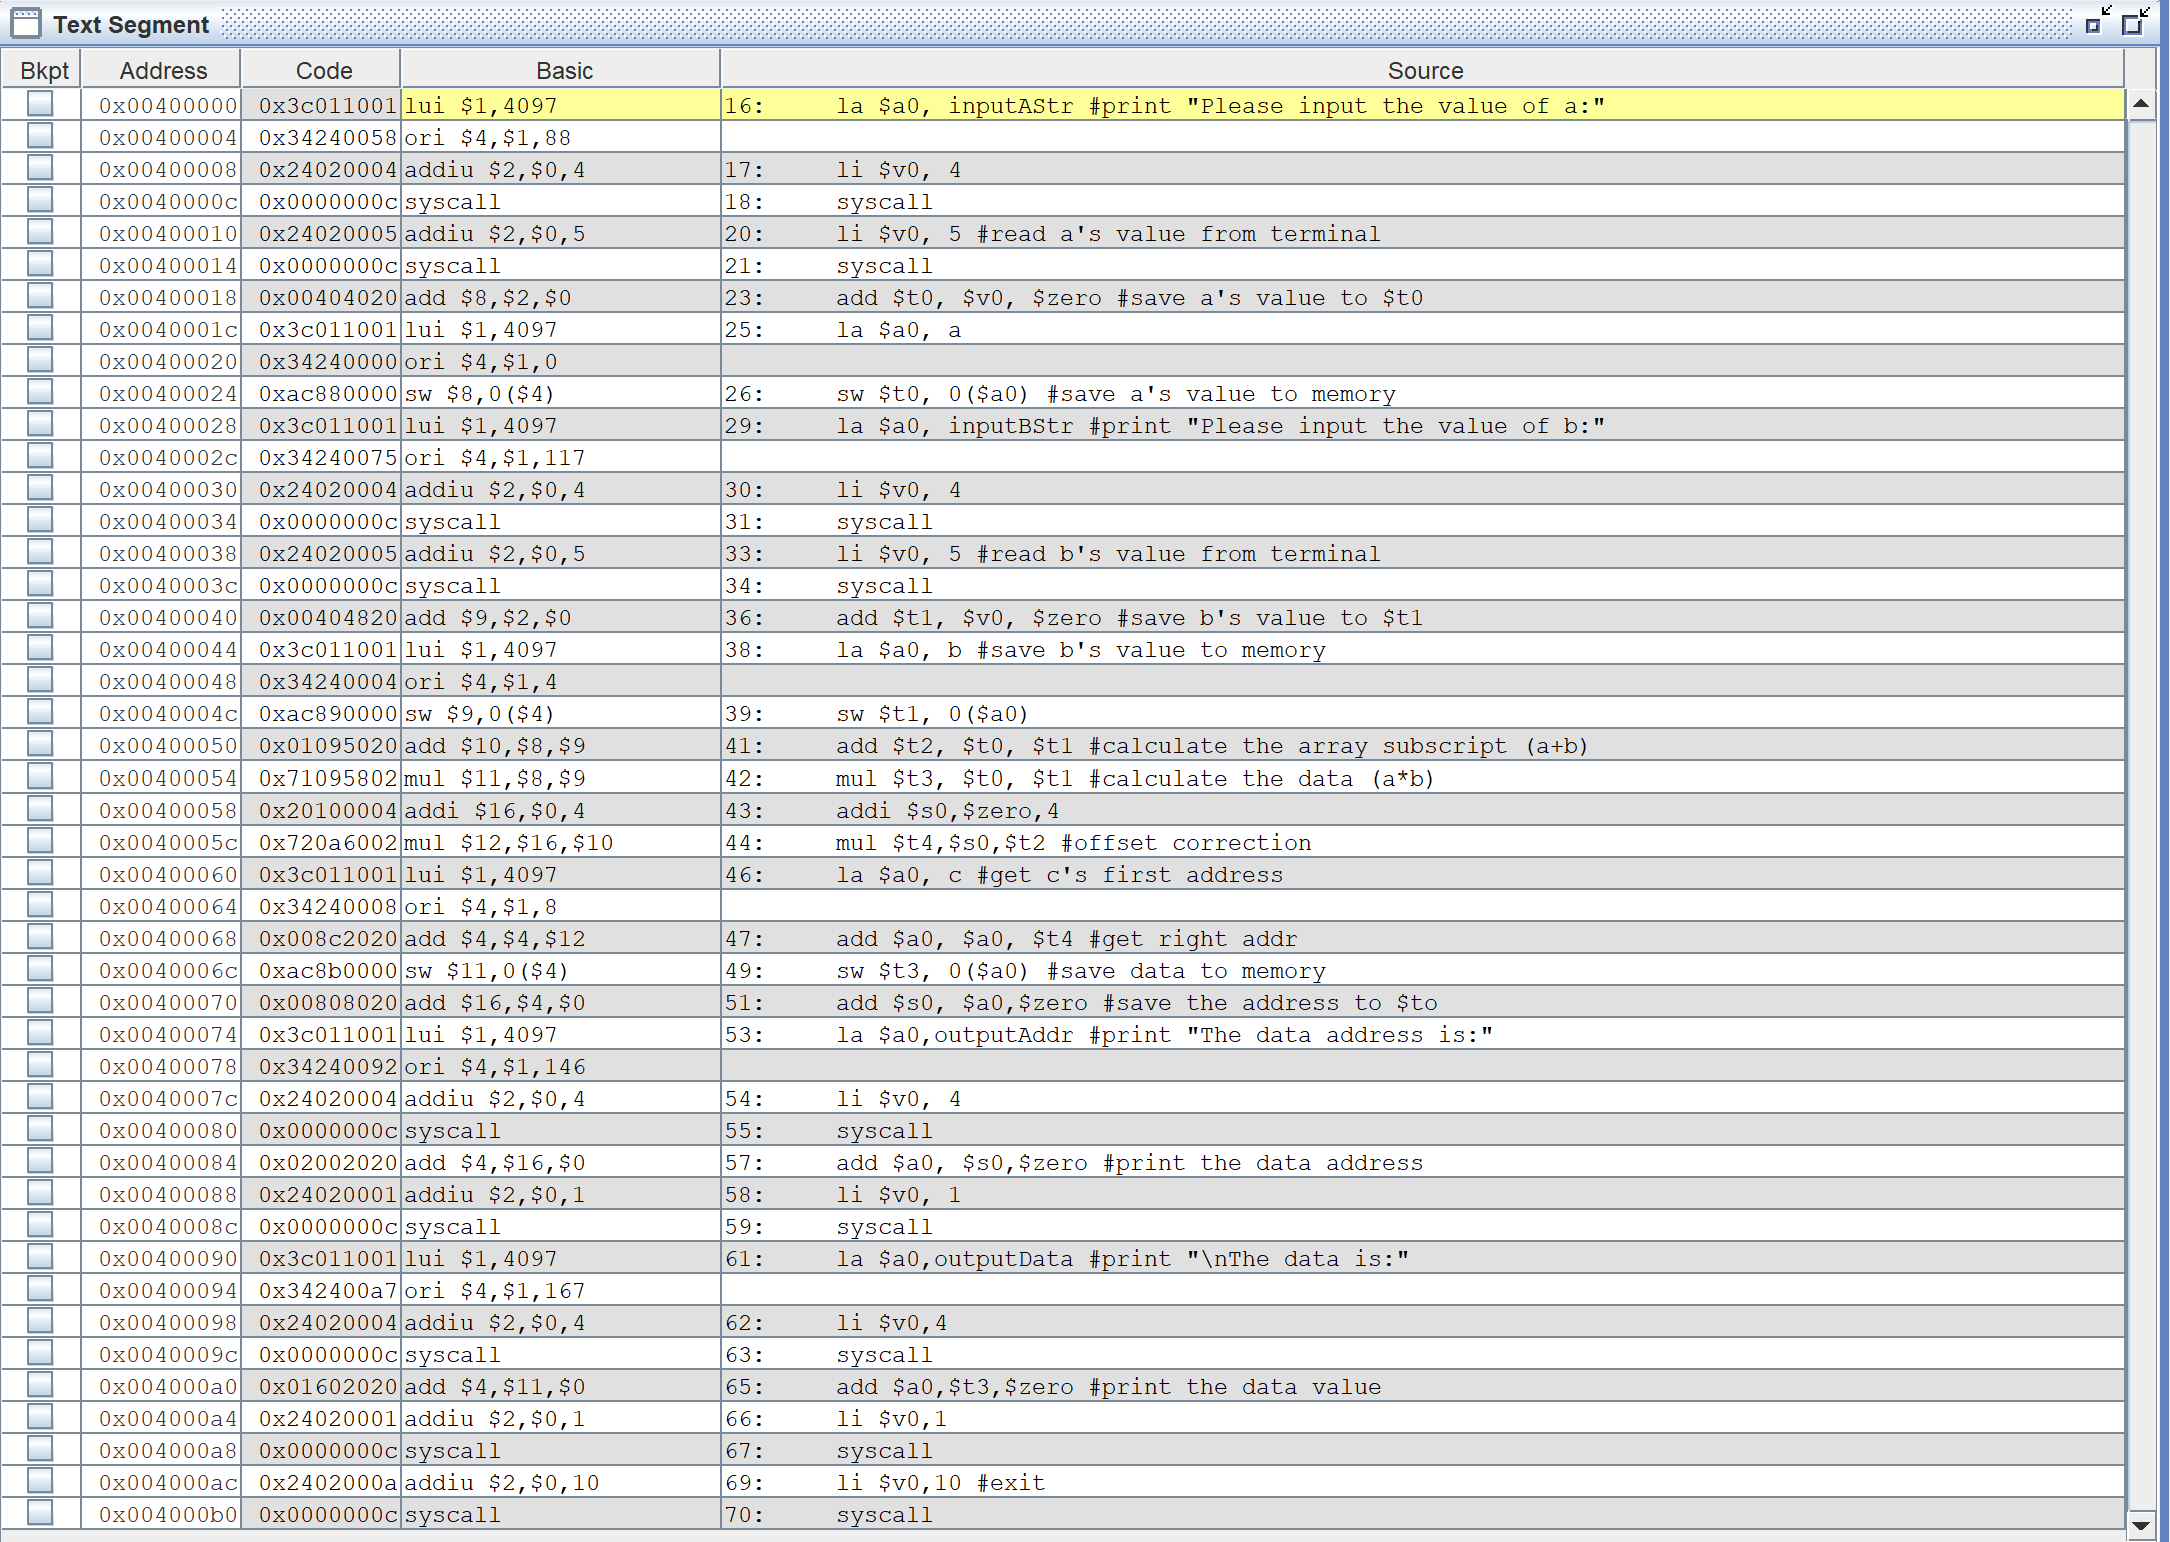 Text Segment
Bkpt Address Code Basic Source
0x00400000 0x3c011001 lui $1,4097 16: la $a0, inputAStr #print "Please input the value of a:"
0x00400004 0x34240058 ori $4,$1,88
0x00400008 0x24020004 addiu $2,$0,4 17: li $v0, 4
0x0040000c 0x0000000c syscall 18: syscall
0x00400010 0x24020005 addiu $2,$0,5 20: li $v0, 5 #read a's value from terminal
0x00400014 0x0000000c syscall 21: syscall
0x00400018 0x00404020 add $8,$2,$0 23: add $t0, $v0, $zero #save a's value to $t0
0x0040001c 0x3c011001 lui $1,4097 25: la $a0, a
0x00400020 0x34240000 ori $4,$1,0
0x00400024 0xac880000 sw $8,0($4) 26: sw $t0, 0($a0) #save a's value to memory
0x00400028 0x3c011001 lui $1,4097 29: la $a0, inputBStr #print "Please input the value of b:"
0x0040002c 0x34240075 ori $4,$1,117
0x00400030 0x24020004 addiu $2,$0,4 30: li $v0, 4
0x00400034 0x0000000c syscall 31: syscall
0x00400038 0x24020005 addiu $2,$0,5 33: li $v0, 5 #read b's value from terminal
0x0040003c 0x0000000c syscall 34: syscall
0x00400040 0x00404820 add $9,$2,$0 36: add $t1, $v0, $zero #save b's value to $t1
0x00400044 0x3c011001 lui $1,4097 38: la $a0, b #save b's value to memory
0x00400048 0x34240004 ori $4,$1,4
0x0040004c 0xac890000 sw $9,0($4) 39: sw $t1, 0($a0)
0x00400050 0x01095020 add $10,$8,$9 41: add $t2, $t0, $t1 #calculate the array subscript (a+b)
0x00400054 0x71095802 mul $11,$8,$9 42: mul $t3, $t0, $t1 #calculate the data (a*b)
0x00400058 0x20100004 addi $16,$0,4 43: addi $s0,$zero,4
0x0040005c 0x720a6002 mul $12,$16,$10 44: mul $t4,$s0,$t2 #offset correction
0x00400060 0x3c011001 lui $1,4097 46: la $a0, c #get c's first address
0x00400064 0x34240008 ori $4,$1,8
0x00400068 0x008c2020 add $4,$4,$12 47: add $a0, $a0, $t4 #get right addr
0x0040006c 0xac8b0000 sw $11,0($4) 49: sw $t3, 0($a0) #save data to memory
0x00400070 0x00808020 add $16,$4,$0 51: add $s0, $a0,$zero #save the address to $to
0x00400074 0x3c011001 lui $1,4097 53: la $a0,outputAddr #print "The data address is:"
0x00400078 0x34240092 ori $4,$1,146
0x0040007c 0x24020004 addiu $2,$0,4 54: li $v0, 4
0x00400080 0x0000000c syscall 55: syscall
0x00400084 0x02002020 add $4,$16,$0 57: add $a0, $s0,$zero #print the data address
0x00400088 0x24020001 addiu $2,$0,1 58: li $v0, 1
0x0040008c 0x0000000c syscall 59: syscall
0x00400090 0x3c011001 lui $1,4097 61: la $a0,outputData #print "\nThe data is:"
0x00400094 0x342400a7 ori $4,$1,167
0x00400098 0x24020004 addiu $2,$0,4 62: li $v0,4
0x0040009c 0x0000000c syscall 63: syscall
0x004000a0 0x01602020 add $4,$11,$0 65: add $a0,$t3,$zero #print the data value
0x004000a4 0x24020001 addiu $2,$0,1 66: li $v0,1
0x004000a8 0x0000000c syscall 67: syscall
0x004000ac 0x2402000a addiu $2,$0,10 69: li $v0,10 #exit
0x004000b0 0x0000000c syscall 70: syscall